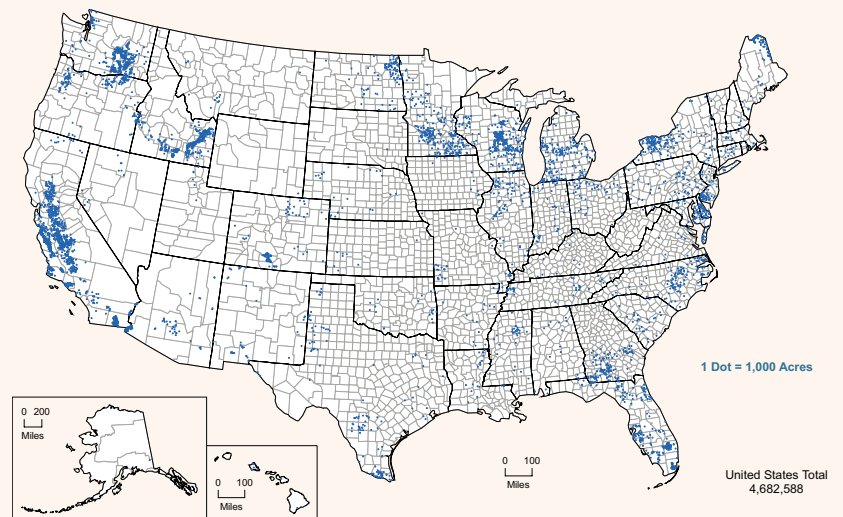 1 Dot = 1,000 Acres
0 200
Miles
0 100
Miles
0 100
Miles
United States Total
4,682,588